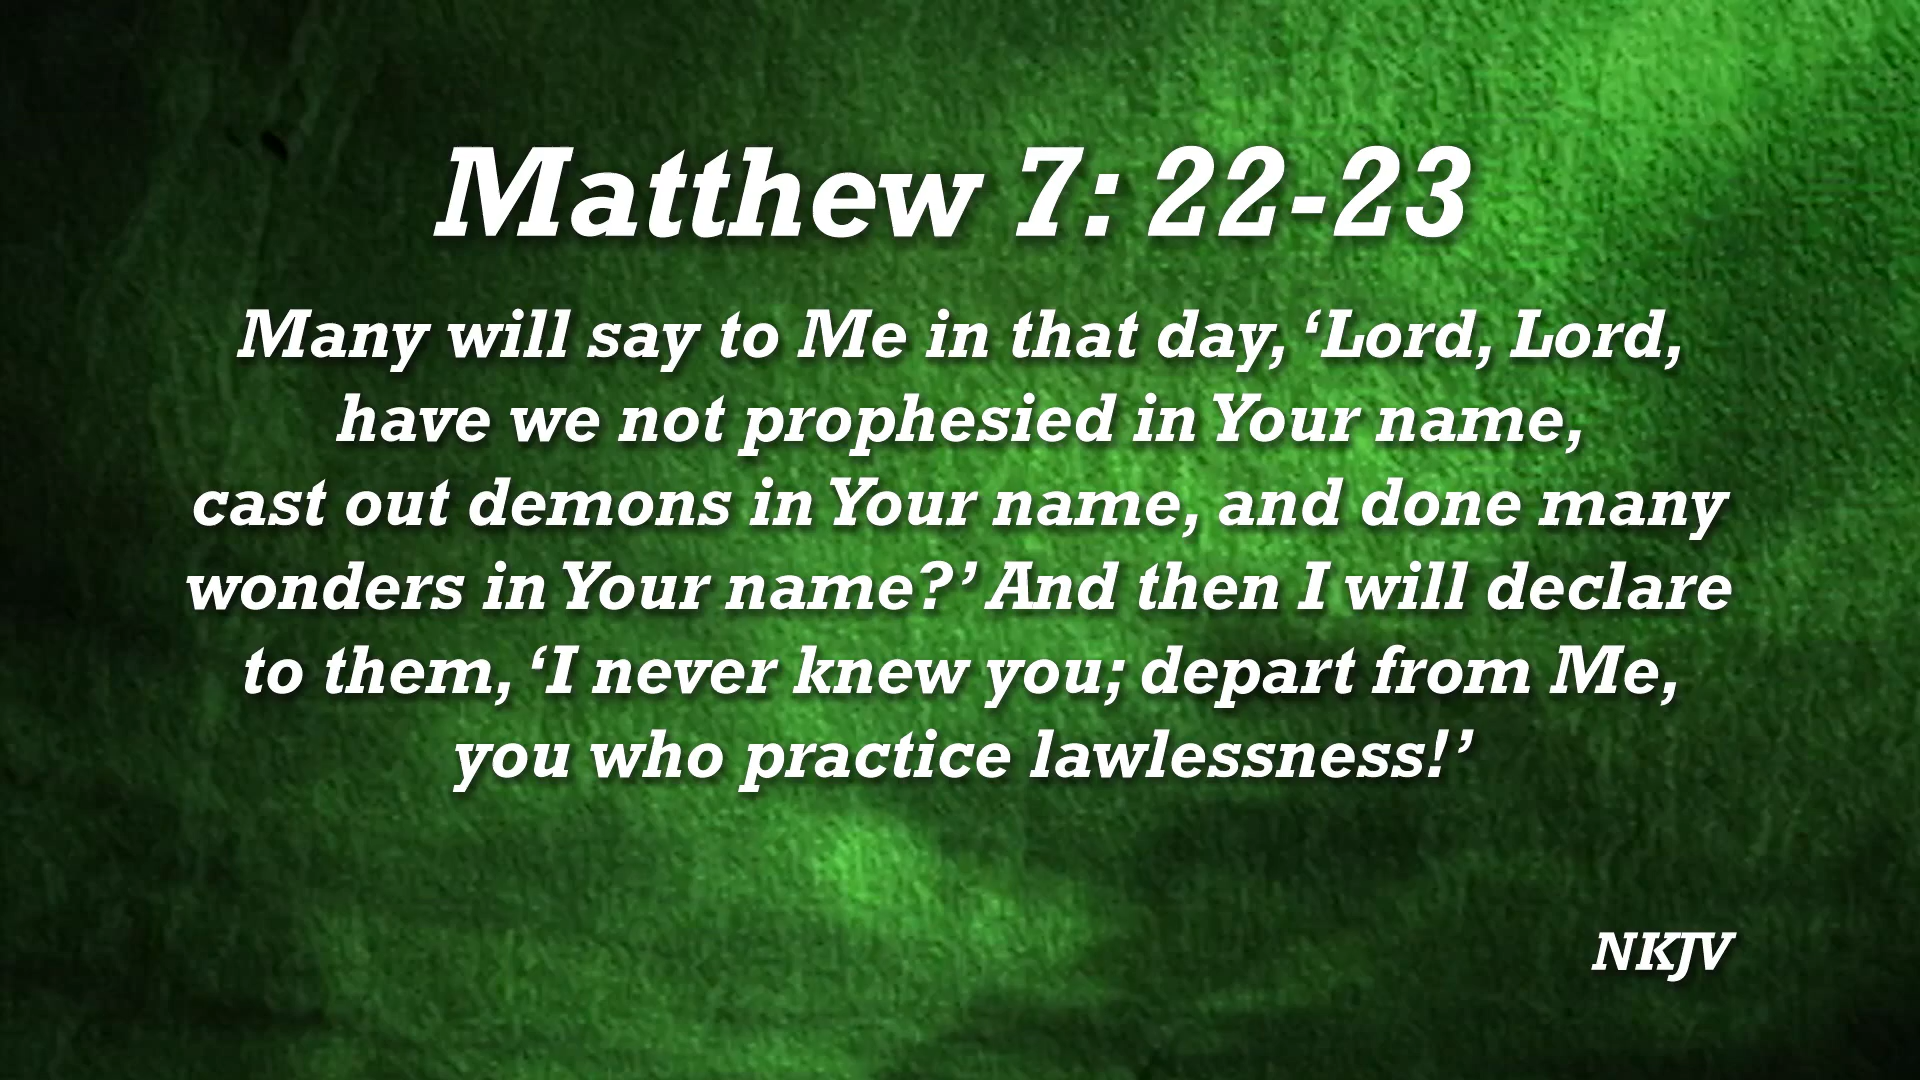 Matthew 7: 22-23
Many will say to Me in that day, ‘Lord, Lord,
have we not prophesied in Your name,
cast out demons in Your name, and done many
wonders in Your name?’ And then I will declare
to them, ‘I never knew you; depart from Me,
you who practice lawlessness!’
NKJV